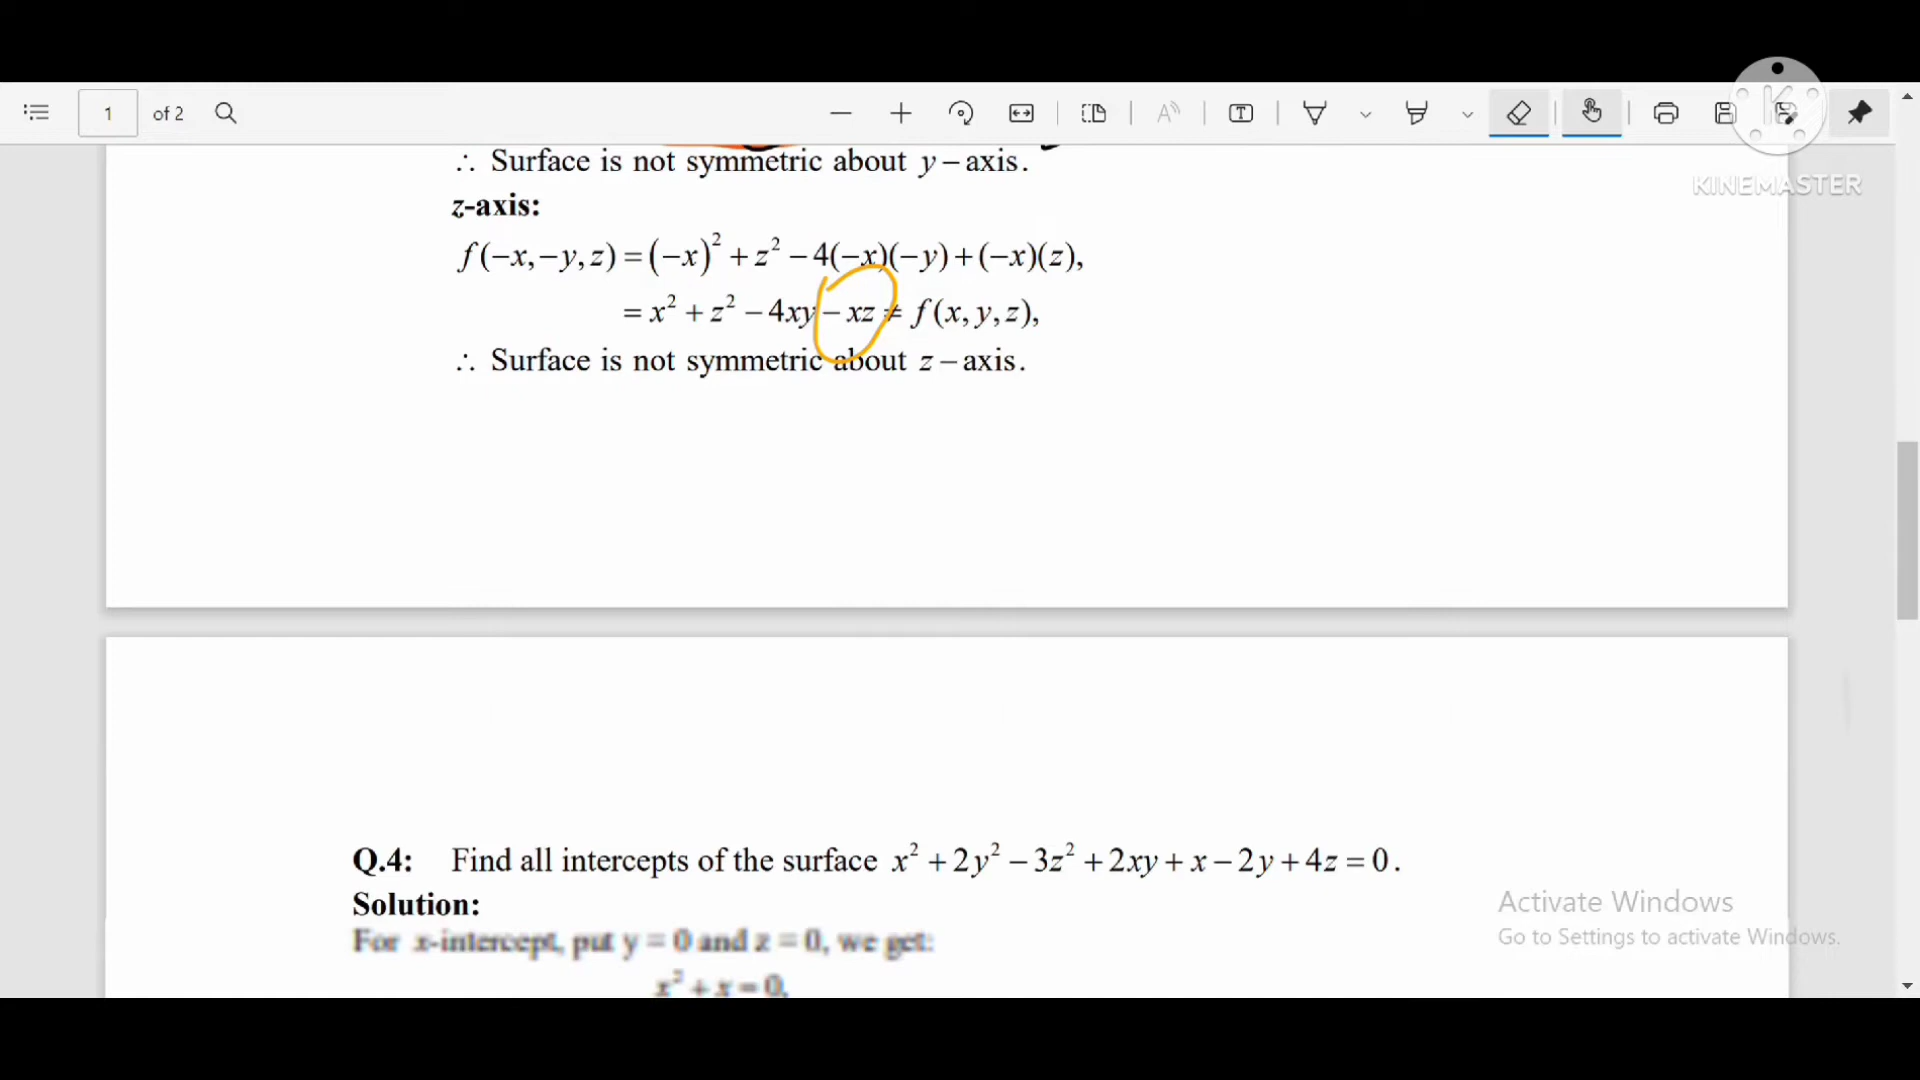 1 of 2
KINEMASTER
∴ Surface is not symmetric about y – axis.
z-axis:
f(−x,−y,z) = (−x)² + z² − 4(−x)(−y) + (−x)(z),
= x² + z² − 4xy − xz ≠ f(x, y, z),
∴ Surface is not symmetric about z – axis.
Q.4: Find all intercepts of the surface x² + 2y² − 3z² + 2xy + x − 2y + 4z = 0.
Solution:
For x-intercept, put y = 0 and z = 0, we get:
x² + x = 0,
Activate Windows
Go to Settings to activate Windows.